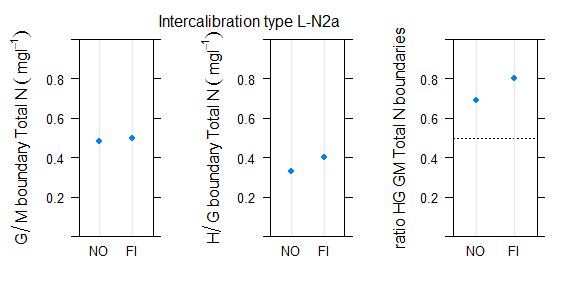 Intercalibration type L-N2a
G/M boundary Total N ( mgl⁻¹)
0.8
0.6
0.4
0.2
NO FI
H/G boundary Total N ( mgl⁻¹)
0.8
0.6
0.4
0.2
NO FI
ratio HG GM Total N boundaries
0.8
0.6
0.4
0.2
NO FI